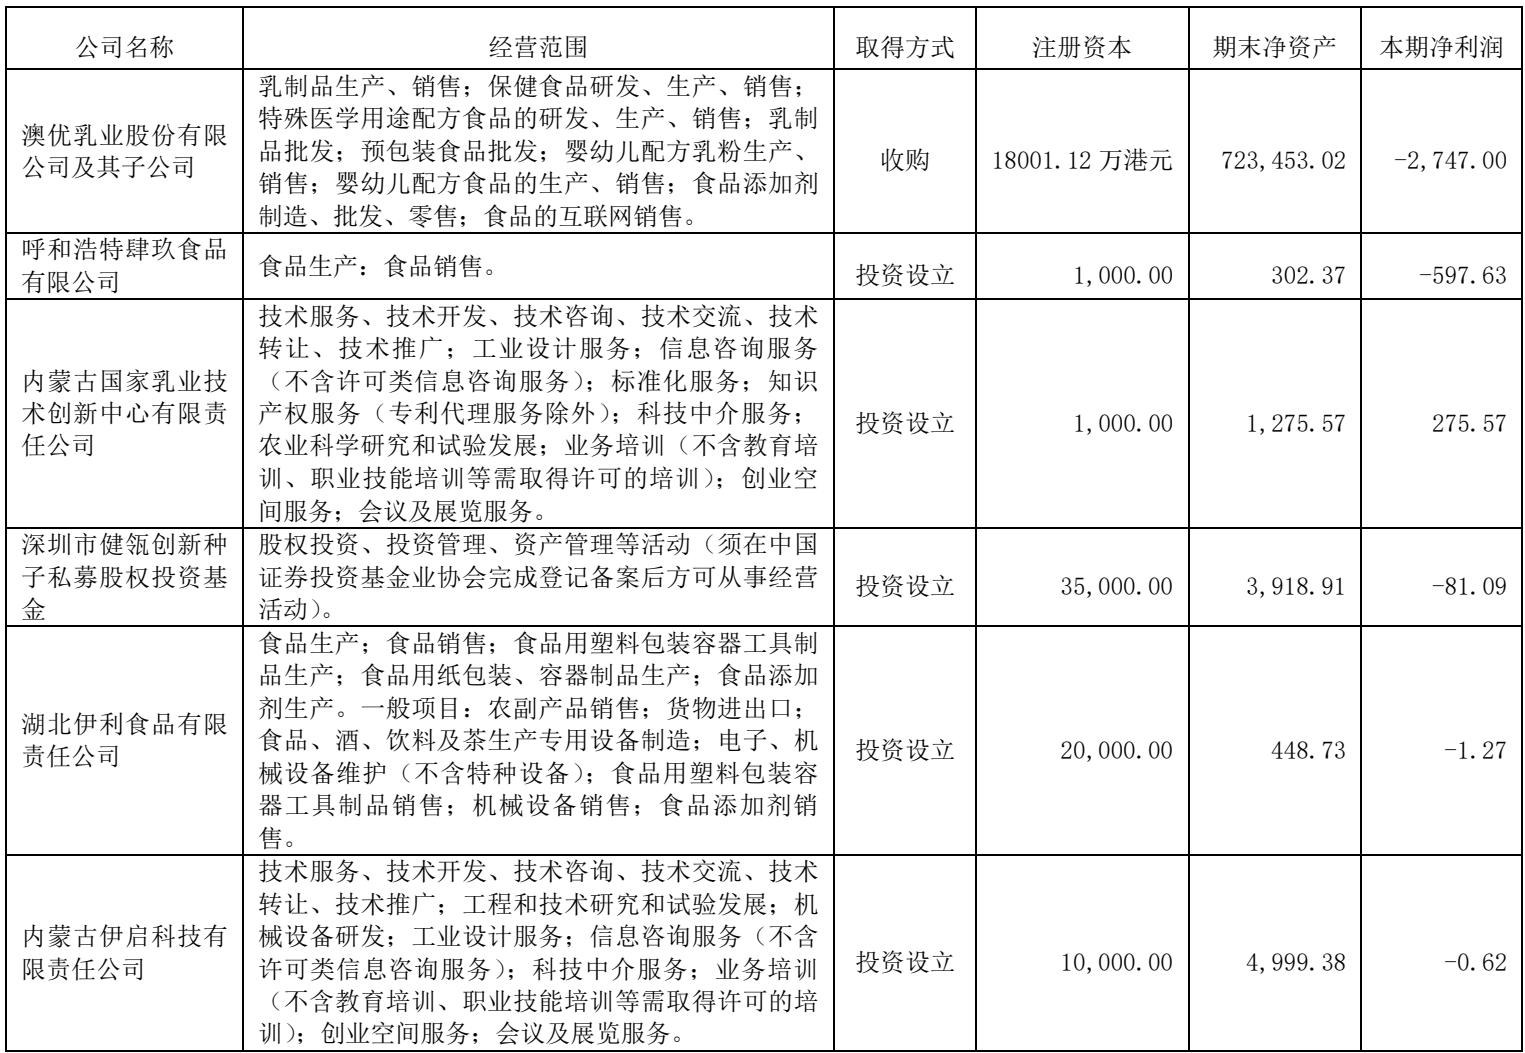 公司名称 经营范围 取得方式 注册资本 期末净资产 本期净利润
澳优乳业股份有限
公司及其子公司
乳制品生产、销售；保健食品研发、生产、销售；
特殊医学用途配方食品的研发、生产、销售；乳制
品批发；预包装食品批发；婴幼儿配方乳粉生产、
销售；婴幼儿配方食品的生产、销售；食品添加剂
制造、批发、零售；食品的互联网销售。
收购 18001.12 万港元 723,453.02 -2,747.00
呼和浩特肆玖食品
有限公司
食品生产：食品销售。
投资设立 1,000.00 302.37 -597.63
内蒙古国家乳业技
术创新中心有限责
任公司
技术服务、技术开发、技术咨询、技术交流、技术
转让、技术推广；工业设计服务；信息咨询服务
（不含许可类信息咨询服务）；标准化服务；知识
产权服务（专利代理服务除外）；科技中介服务；
农业科学研究和试验发展；业务培训（不含教育培
训、职业技能培训等需取得许可的培训）；创业空
间服务；会议及展览服务。
投资设立 1,000.00 1,275.57 275.57
深圳市健瓴创新种
子私募股权投资基
金
股权投资、投资管理、资产管理等活动（须在中国
证券投资基金业协会完成登记备案后方可从事经营
活动）。
投资设立 35,000.00 3,918.91 -81.09
湖北伊利食品有限
责任公司
食品生产；食品销售；食品用塑料包装容器工具制
品生产；食品用纸包装、容器制品生产；食品添加
剂生产。一般项目：农副产品销售；货物进出口；
食品、酒、饮料及茶生产专用设备制造；电子、机
械设备维护（不含特种设备）；食品用塑料包装容
器工具制品销售；机械设备销售；食品添加剂销
售。
投资设立 20,000.00 448.73 -1.27
内蒙古伊启科技有
限责任公司
技术服务、技术开发、技术咨询、技术交流、技术
转让、技术推广；工程和技术研究和试验发展；机
械设备研发；工业设计服务；信息咨询服务（不含
许可类信息咨询服务）；科技中介服务；业务培训
（不含教育培训、职业技能培训等需取得许可的培
训）；创业空间服务；会议及展览服务。
投资设立 10,000.00 4,999.38 -0.62